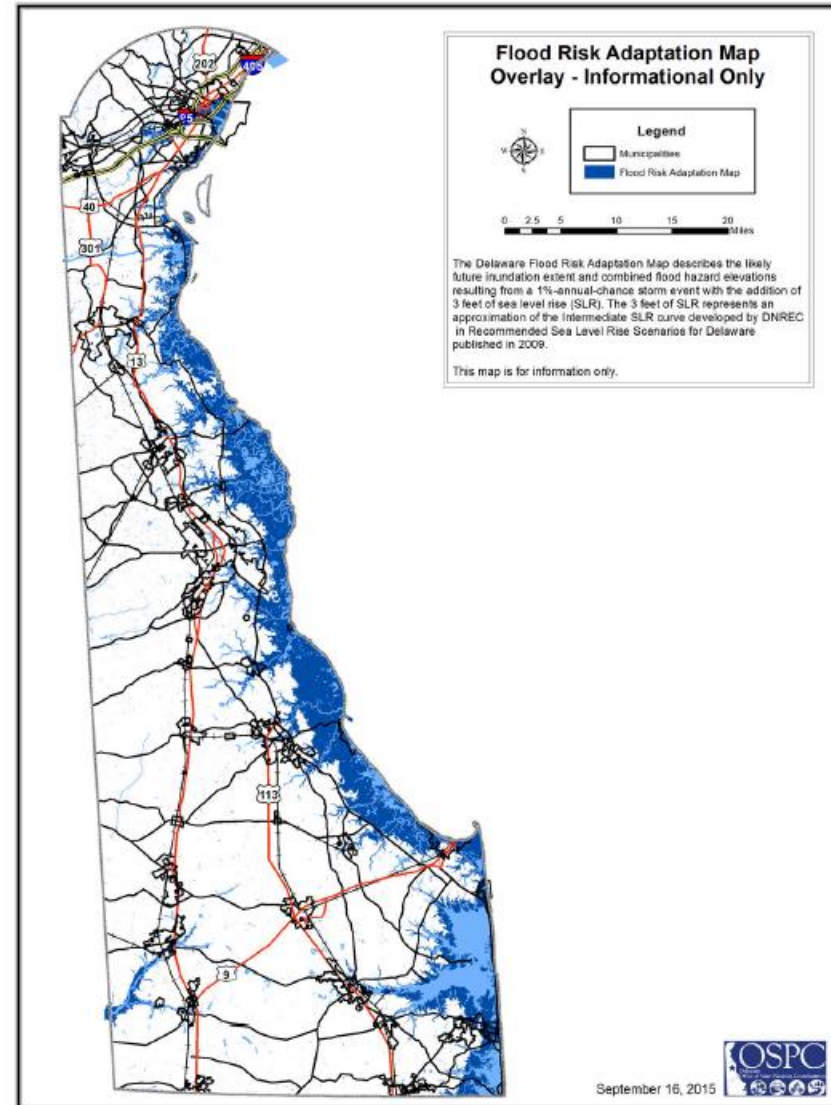 Flood Risk Adaptation Map
Overlay - Informational Only
Legend
Municipalities
Flood Risk Adaptation Map
N
W
E
S
0 2.5 5 10 15 20
Miles
The Delaware Flood Risk Adaptation Map describes the likely
future inundation extent and combined flood hazard elevations
resulting from a 1%-annual-chance storm event with the addition of
3 feet of sea level rise (SLR). The 3 feet of SLR represents an
approximation of the Intermediate SLR curve developed by DNREC
in Recommended Sea Level Rise Scenarios for Delaware
published in 2009.
This map is for information only.
202
495
95
40
301
13
113
9
September 16, 2015
OSPC